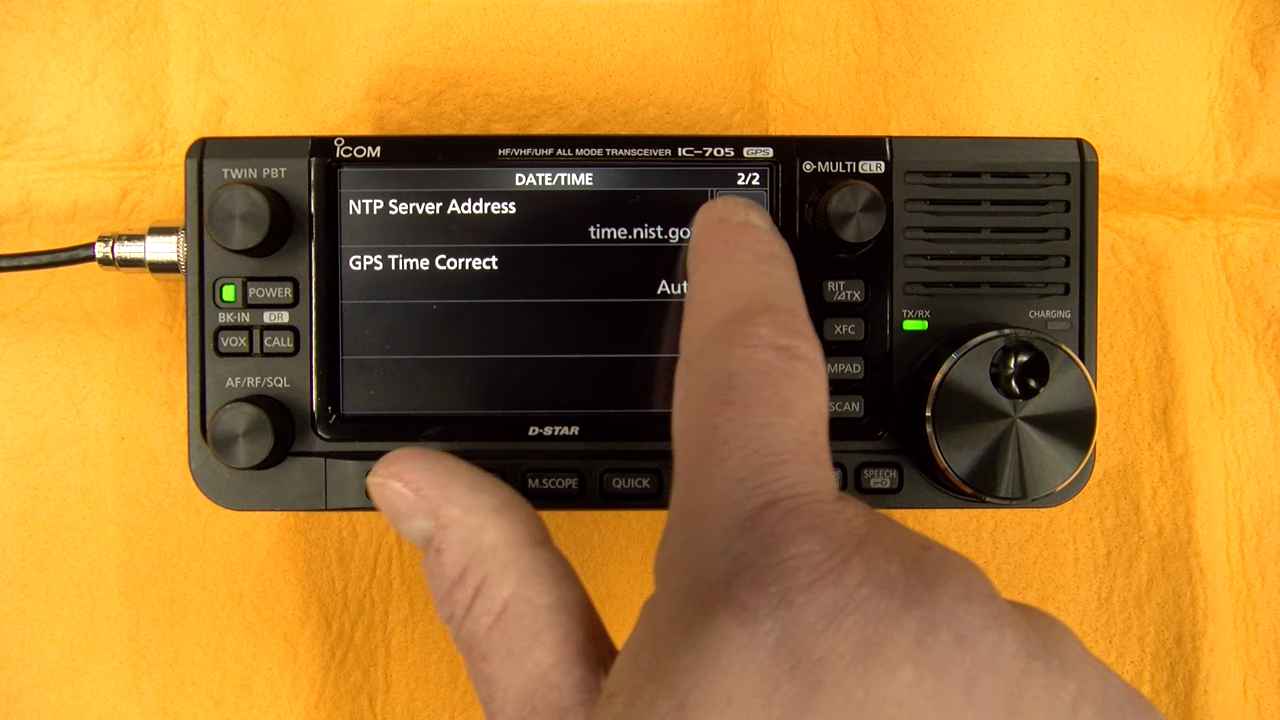 ICOM
HF/VHF/UHF ALL MODE TRANSCEIVER IC-705 GPS
TWIN PBT
DATE/TIME 2/2
NTP Server Address
time.nist.gov
GPS Time Correct
MULTI CLR
POWER
BK-IN DR
VOX CALL
AF/RF/SQL
RIT
/⊿TX
XFC
MPAD
SCAN
TX/RX
CHARGING
D-STAR
M.SCOPE
QUICK
SPEECH